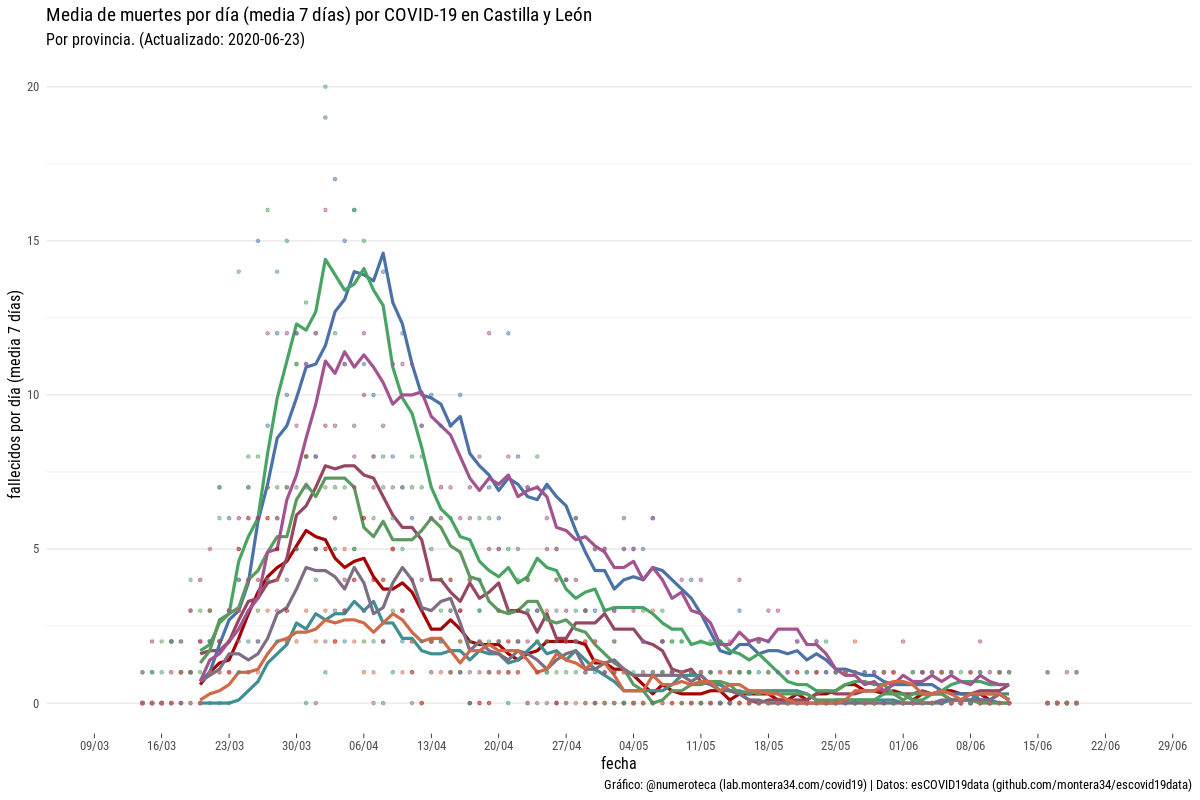 Media de muertes por día (media 7 días) por COVID-19 en Castilla y León
Por provincia. (Actualizado: 2020-06-23)
fallecidos por día (media 7 días)
20
15
10
5
0
09/03 16/03 23/03 30/03 06/04 13/04 20/04 27/04 04/05 11/05 18/05 25/05 01/06 08/06 15/06 22/06 29/06
fecha
Gráfico: @numeroteca (lab.montera34.com/covid19) | Datos: esCOVID19data (github.com/montera34/escovid19data)